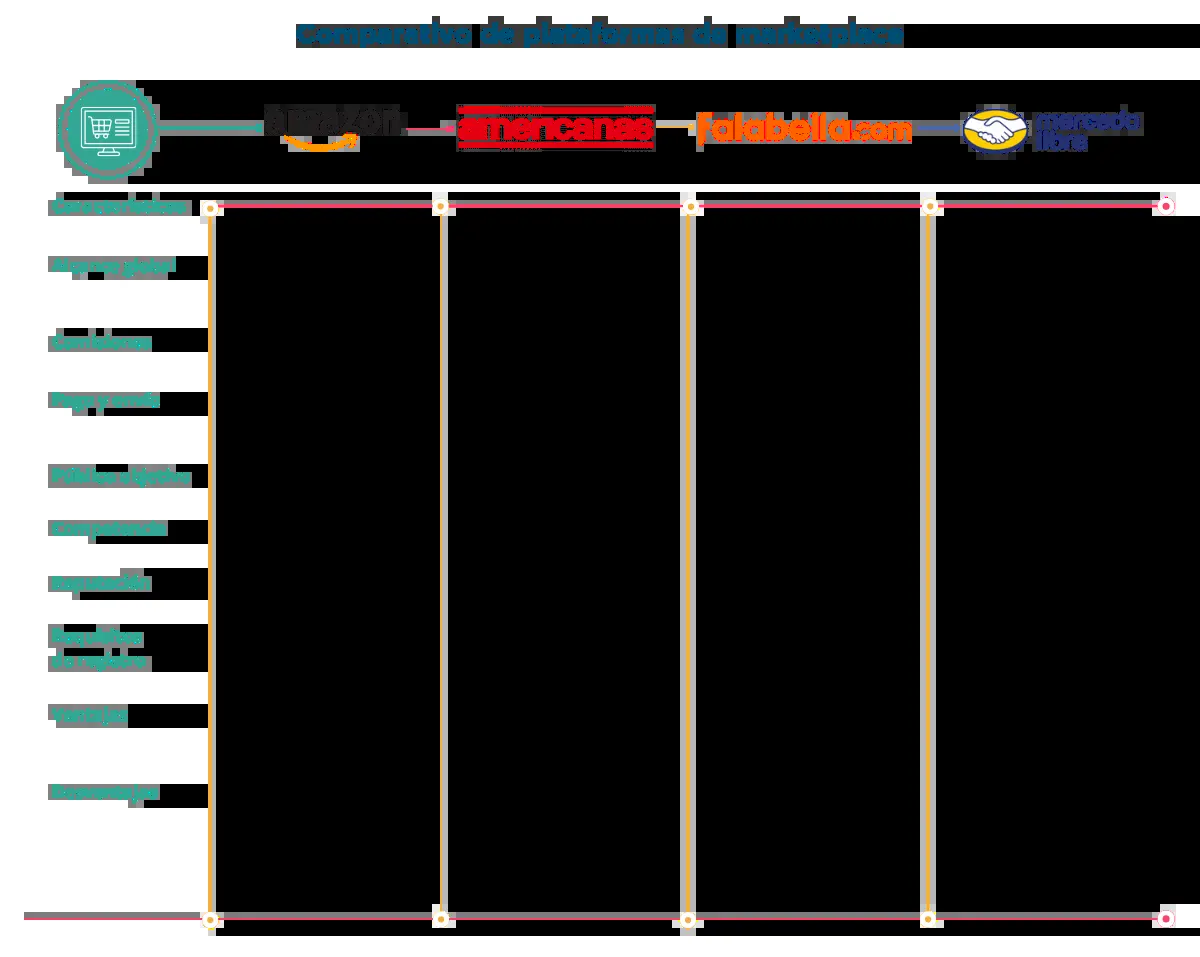 Comparativo de plataformas de marketplace
amazon
americanas
falabella.com
mercado
libre
Características
Alcance global
Comisiones
Pago y envío
Público objetivo
Competencia
Reputación
Requisitos
de registro
Ventajas
Desventajas